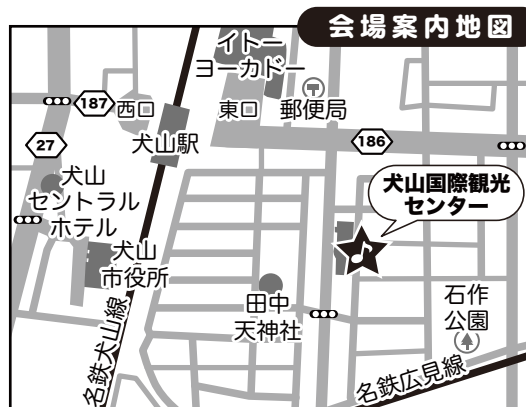 会場案内地図
イトー
ヨーカドー
187
西口
東口
郵便局
27
犬山駅
186
犬山
セントラル
ホテル
犬山国際観光
センター
犬山
市役所
田中
天神社
石作
公園
名鉄犬山線
名鉄広見線